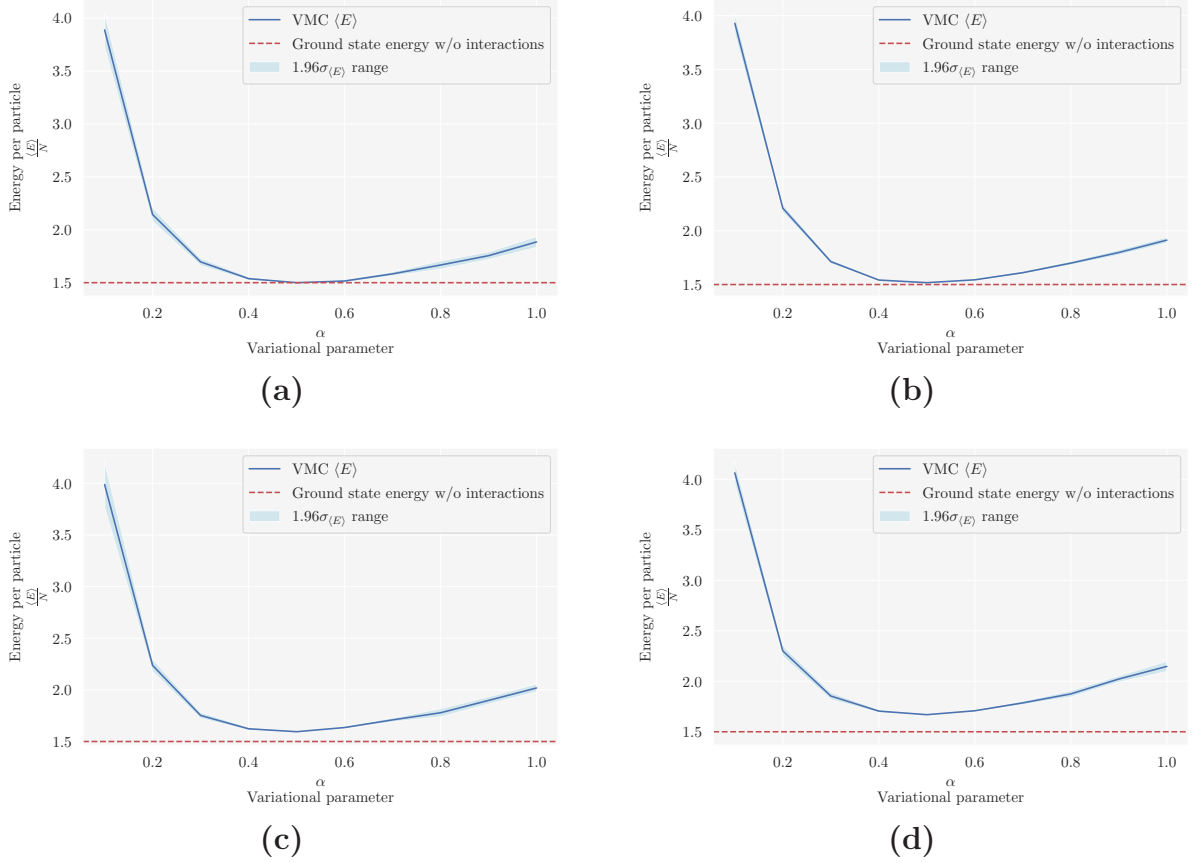 4.0
3.5
3.0
2.5
2.0
1.5
Energy per particle
⟨E⟩/N
VMC ⟨E⟩
Ground state energy w/o interactions
1.96σ⟨E⟩ range
0.2 0.4 0.6 0.8 1.0
α
Variational parameter
(a)
4.0
3.5
3.0
2.5
2.0
1.5
Energy per particle
⟨E⟩/N
VMC ⟨E⟩
Ground state energy w/o interactions
1.96σ⟨E⟩ range
0.2 0.4 0.6 0.8 1.0
α
Variational parameter
(b)
4.0
3.5
3.0
2.5
2.0
1.5
Energy per particle
⟨E⟩/N
VMC ⟨E⟩
Ground state energy w/o interactions
1.96σ⟨E⟩ range
0.2 0.4 0.6 0.8 1.0
α
Variational parameter
(c)
4.0
3.5
3.0
2.5
2.0
1.5
Energy per particle
⟨E⟩/N
VMC ⟨E⟩
Ground state energy w/o interactions
1.96σ⟨E⟩ range
0.2 0.4 0.6 0.8 1.0
α
Variational parameter
(d)